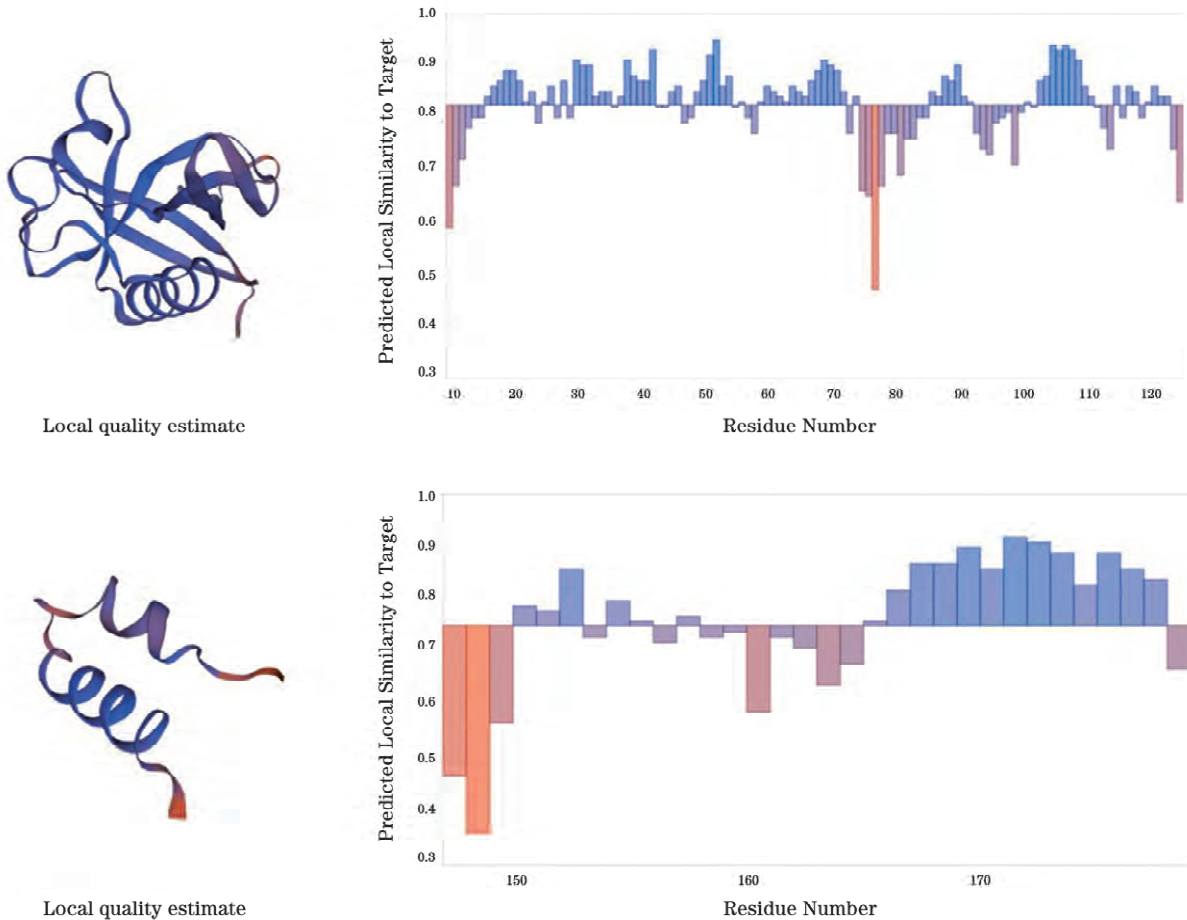 1.0
0.9
0.8
0.7
0.6
0.5
0.4
0.3
Predicted Local Similarity to Target
10 20 30 40 50 60 70 80 90 100 110 120
Local quality estimate
Residue Number
1.0
0.9
0.8
0.7
0.6
0.5
0.4
0.3
Predicted Local Similarity to Target
150 160 170
Local quality estimate
Residue Number